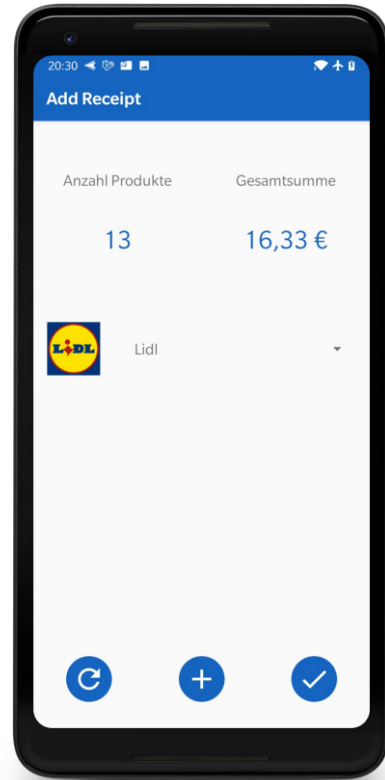 20:30
Add Receipt
Anzahl Produkte Gesamtsumme
13 16,33 €
LIDL Lidl